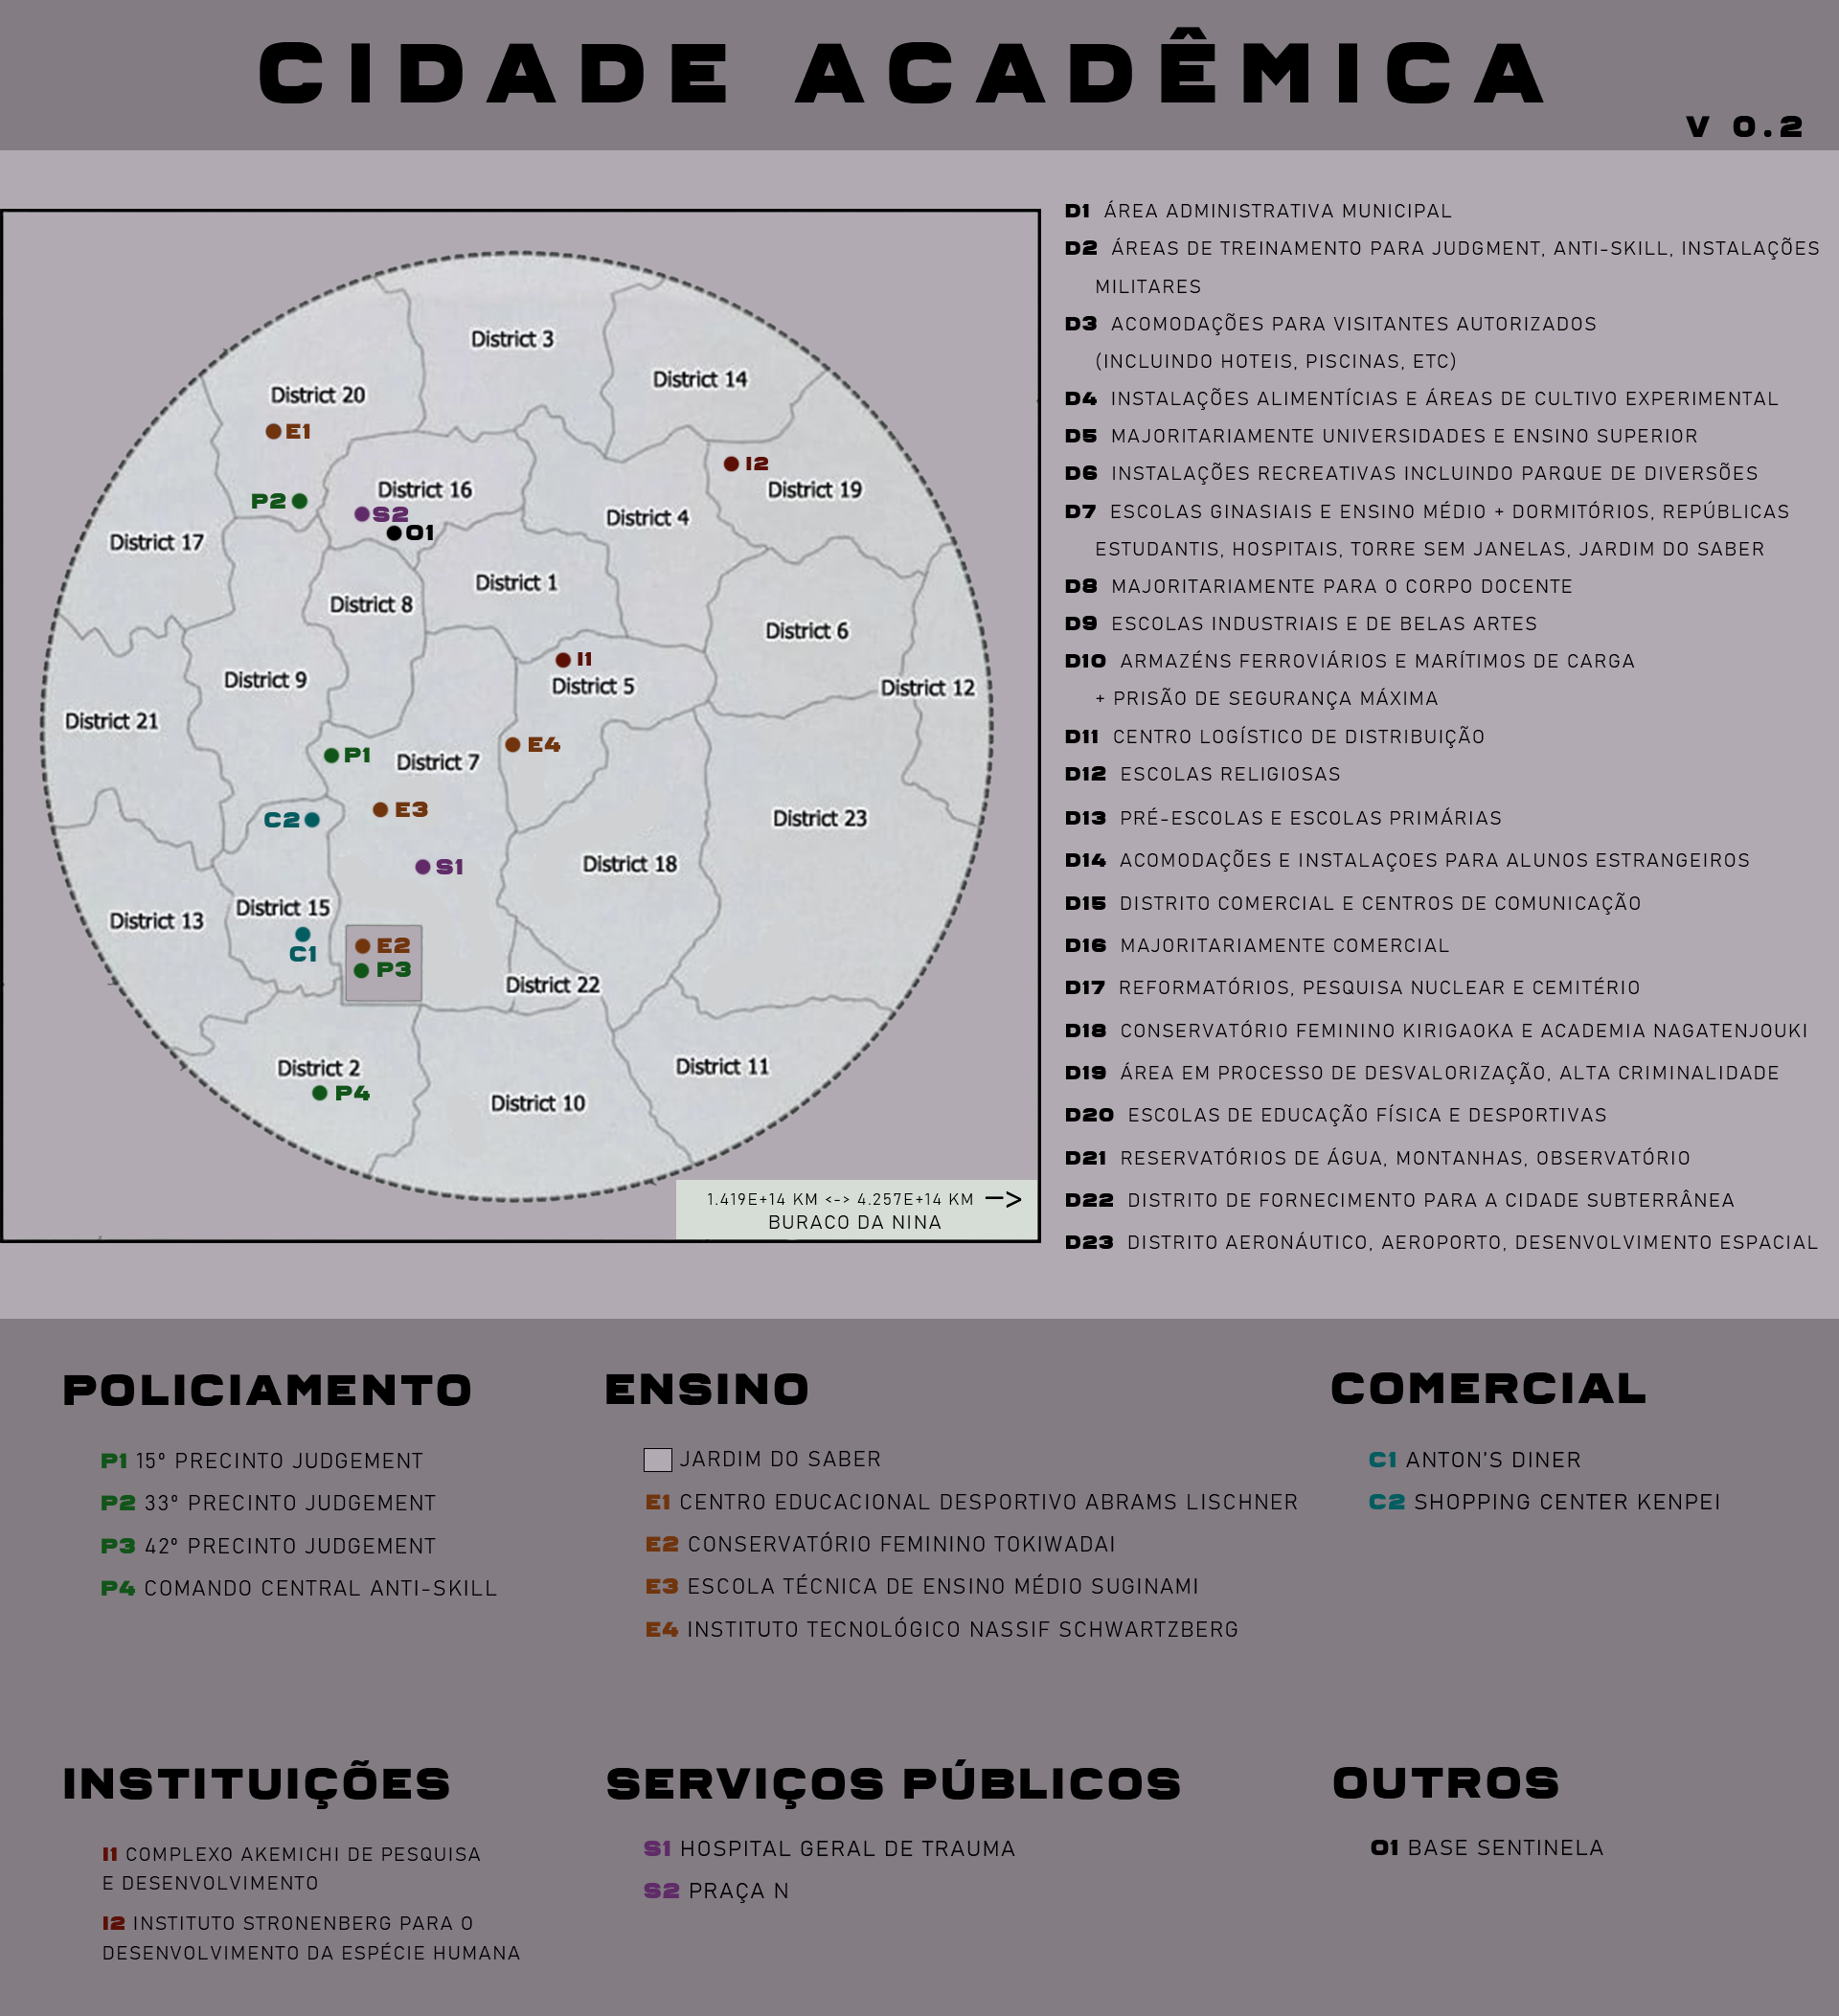 CIDADE ACADÊMICA
V 0.2
District 3
District 14
District 20
E1
I2
District 16
District 19
P2
S2
District 4
O1
District 17
District 1
District 8
District 6
I1
District 9
District 5
District 12
District 21
E4
P1
District 7
E3
C2
District 23
S1
District 18
District 15
District 13
C1
E2
P3
District 22
District 2
District 11
P4
District 10
1.419E+14 KM <-> 4.257E+14 KM –>
BURACO DA NINA
D1 ÁREA ADMINISTRATIVA MUNICIPAL
D2 ÁREAS DE TREINAMENTO PARA JUDGMENT, ANTI-SKILL, INSTALAÇÕES
MILITARES
D3 ACOMODAÇÕES PARA VISITANTES AUTORIZADOS
(INCLUINDO HOTEIS, PISCINAS, ETC)
D4 INSTALAÇÕES ALIMENTÍCIAS E ÁREAS DE CULTIVO EXPERIMENTAL
D5 MAJORITARIAMENTE UNIVERSIDADES E ENSINO SUPERIOR
D6 INSTALAÇÕES RECREATIVAS INCLUINDO PARQUE DE DIVERSÕES
D7 ESCOLAS GINASIAIS E ENSINO MÉDIO + DORMITÓRIOS, REPÚBLICAS
ESTUDANTIS, HOSPITAIS, TORRE SEM JANELAS, JARDIM DO SABER
D8 MAJORITARIAMENTE PARA O CORPO DOCENTE
D9 ESCOLAS INDUSTRIAIS E DE BELAS ARTES
D10 ARMAZÉNS FERROVIÁRIOS E MARÍTIMOS DE CARGA
+ PRISÃO DE SEGURANÇA MÁXIMA
D11 CENTRO LOGÍSTICO DE DISTRIBUIÇÃO
D12 ESCOLAS RELIGIOSAS
D13 PRÉ-ESCOLAS E ESCOLAS PRIMÁRIAS
D14 ACOMODAÇÕES E INSTALAÇOES PARA ALUNOS ESTRANGEIROS
D15 DISTRITO COMERCIAL E CENTROS DE COMUNICAÇÃO
D16 MAJORITARIAMENTE COMERCIAL
D17 REFORMATÓRIOS, PESQUISA NUCLEAR E CEMITÉRIO
D18 CONSERVATÓRIO FEMININO KIRIGAOKA E ACADEMIA NAGATENJOUKI
D19 ÁREA EM PROCESSO DE DESVALORIZAÇÃO, ALTA CRIMINALIDADE
D20 ESCOLAS DE EDUCAÇÃO FÍSICA E DESPORTIVAS
D21 RESERVATÓRIOS DE ÁGUA, MONTANHAS, OBSERVATÓRIO
D22 DISTRITO DE FORNECIMENTO PARA A CIDADE SUBTERRÂNEA
D23 DISTRITO AERONÁUTICO, AEROPORTO, DESENVOLVIMENTO ESPACIAL
POLICIAMENTO
P1 15º PRECINTO JUDGEMENT
P2 33º PRECINTO JUDGEMENT
P3 42º PRECINTO JUDGEMENT
P4 COMANDO CENTRAL ANTI-SKILL
ENSINO
JARDIM DO SABER
E1 CENTRO EDUCACIONAL DESPORTIVO ABRAMS LISCHNER
E2 CONSERVATÓRIO FEMININO TOKIWADAI
E3 ESCOLA TÉCNICA DE ENSINO MÉDIO SUGINAMI
E4 INSTITUTO TECNOLÓGICO NASSIF SCHWARTZBERG
COMERCIAL
C1 ANTON'S DINER
C2 SHOPPING CENTER KENPEI
INSTITUIÇÕES
I1 COMPLEXO AKEMICHI DE PESQUISA
E DESENVOLVIMENTO
I2 INSTITUTO STRONENBERG PARA O
DESENVOLVIMENTO DA ESPÉCIE HUMANA
SERVIÇOS PÚBLICOS
S1 HOSPITAL GERAL DE TRAUMA
S2 PRAÇA N
OUTROS
O1 BASE SENTINELA